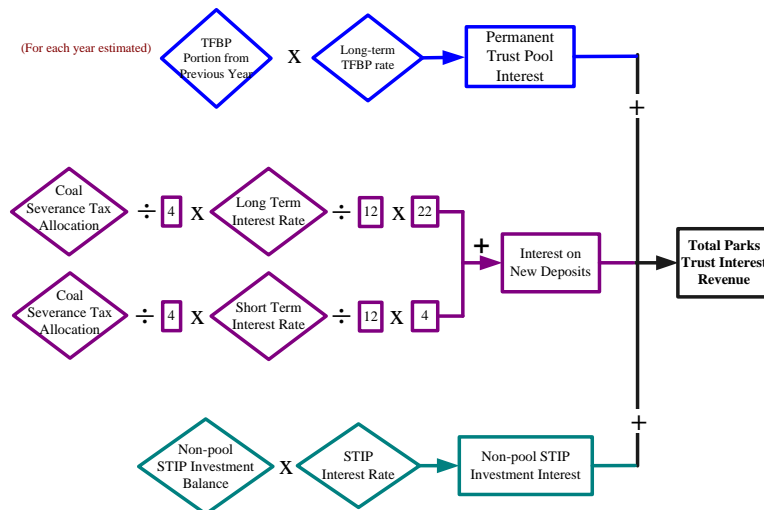 (For each year estimated)
TFBP
Portion from
Previous Year
X
Long-term
TFBP rate
Permanent
Trust Pool
Interest
+
Coal
Severance Tax
Allocation
÷ 4 x
Long Term
Interest Rate
÷ 12 x 22
Coal
Severance Tax
Allocation
÷ 4 x
Short Term
Interest Rate
÷ 12 x 4
+
Interest on
New Deposits
Total Parks
Trust Interest
Revenue
Non-pool
STIP Investment
Balance
X
STIP
Interest Rate
Non-pool STIP
Investment Interest
+